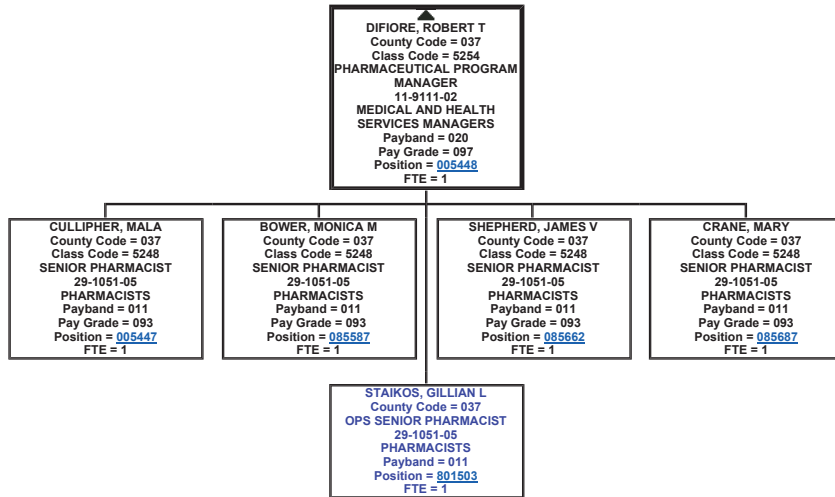 DIFIORE, ROBERT T
County Code = 037
Class Code = 5254
PHARMACEUTICAL PROGRAM
MANAGER
11-9111-02
MEDICAL AND HEALTH
SERVICES MANAGERS
Payband = 020
Pay Grade = 097
Position = 005448
FTE = 1
CULLIPHER, MALA
County Code = 037
Class Code = 5248
SENIOR PHARMACIST
29-1051-05
PHARMACISTS
Payband = 011
Pay Grade = 093
Position = 005447
FTE = 1
BOWER, MONICA M
County Code = 037
Class Code = 5248
SENIOR PHARMACIST
29-1051-05
PHARMACISTS
Payband = 011
Pay Grade = 093
Position = 085587
FTE = 1
SHEPHERD, JAMES V
County Code = 037
Class Code = 5248
SENIOR PHARMACIST
29-1051-05
PHARMACISTS
Payband = 011
Pay Grade = 093
Position = 085662
FTE = 1
CRANE, MARY
County Code = 037
Class Code = 5248
SENIOR PHARMACIST
29-1051-05
PHARMACISTS
Payband = 011
Pay Grade = 093
Position = 085687
FTE = 1
STAIKOS, GILLIAN L
County Code = 037
OPS SENIOR PHARMACIST
29-1051-05
PHARMACISTS
Payband = 011
Position = 801503
FTE = 1